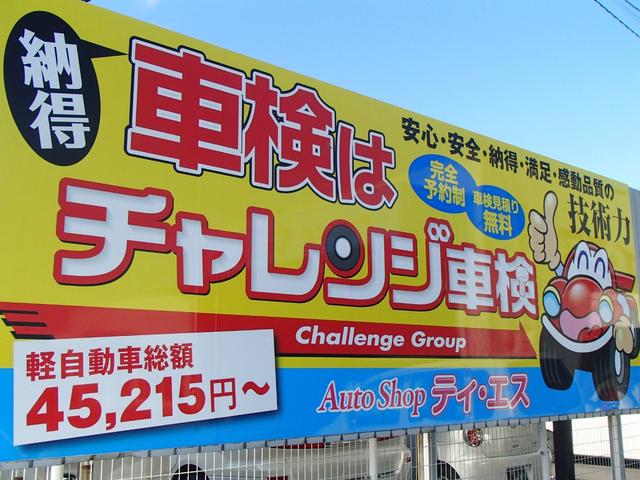 納得
車検は
チャレンジ車検
安心・安全・納得・満足・感動品質の
技術力
完全
予約制
車検見積り
無料
Challenge Group
軽自動車総額
45,215円～
Auto Shop ティ・エス